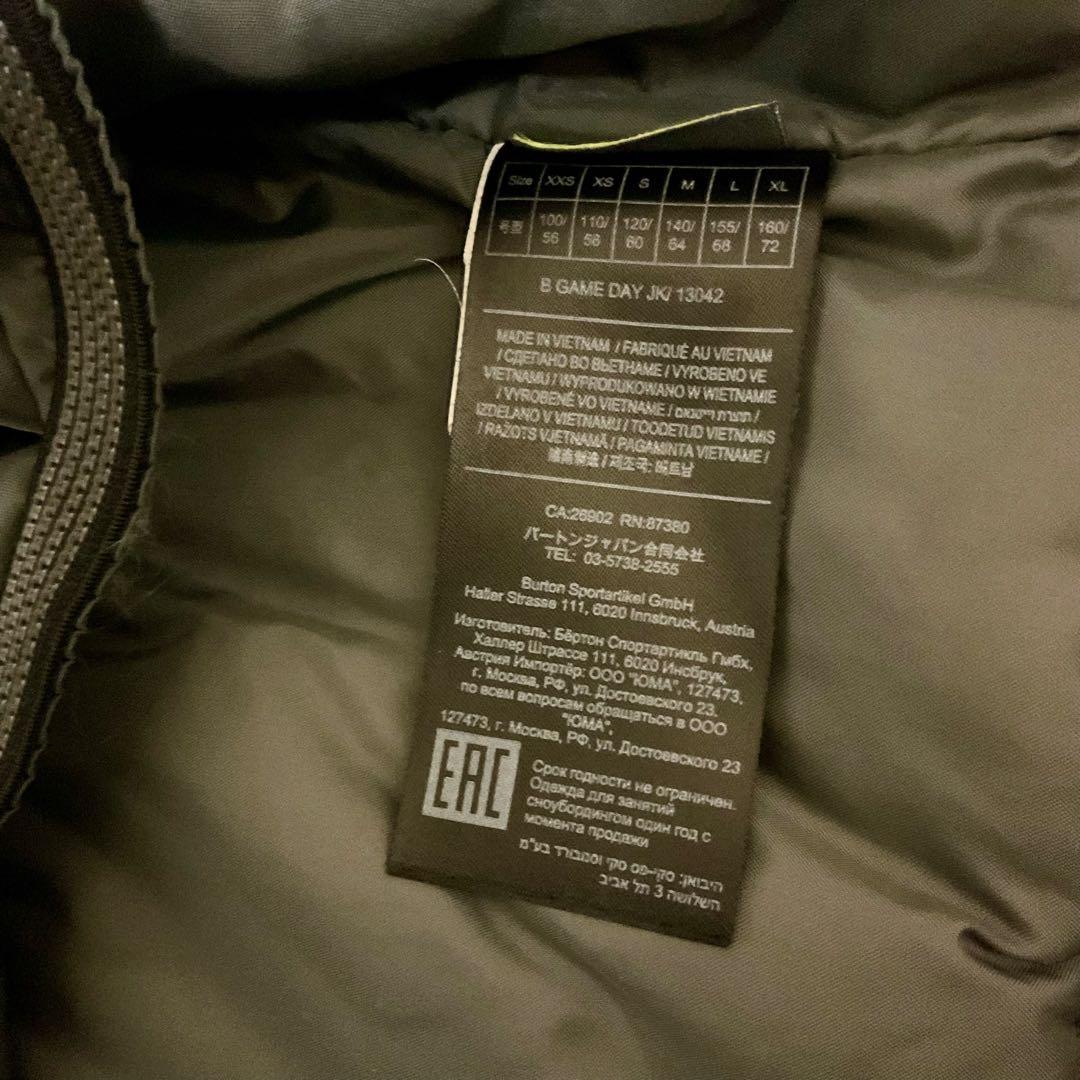 Size XXS XS S M L XL
号型 100/56 110/58 120/60 140/64 155/68 160/72
B GAME DAY JK/ 13042
MADE IN VIETNAM / FABRIQUÉ AU VIETNAM
/ СДЕЛАНО ВО ВЬЕТНАМЕ / VYROBENO VE
VIETNAMU / WYPRODUKOWANO W WIETNAMIE
/ VYROBENÉ VO VIETNAME / תוצרת וייטנאם /
IZDELANO V VIETNAMU / TOODETUD VIETNAMIS
/ RAŽOTS VJETNAMĀ / PAGAMINTA VIETNAME /
越南制造 / 제조국: 베트남
CA:26902 RN:87380
バートンジャパン合同会社
TEL: 03-5738-2555
Burton Sportartikel GmbH
Haller Strasse 111, 6020 Innsbruck, Austria
Изготовитель: Бёртон Спортартикль Гмбх,
Халлер Штрассе 111, 6020 Инсбрук,
Австрия Импортёр: ООО "ЮМА", 127473,
г. Москва, РФ, ул. Достоевского 23.
по всем вопросам обращаться в ООО
"ЮМА",
127473, г. Москва, РФ, ул. Достоевского 23
EAC
Срок годности не ограничен.
Одежда для занятий
сноубордингом один год с
момента продажи
היבואן: סקי-פס סקי וסנובורד בע"מ
השלושה 3 תל אביב